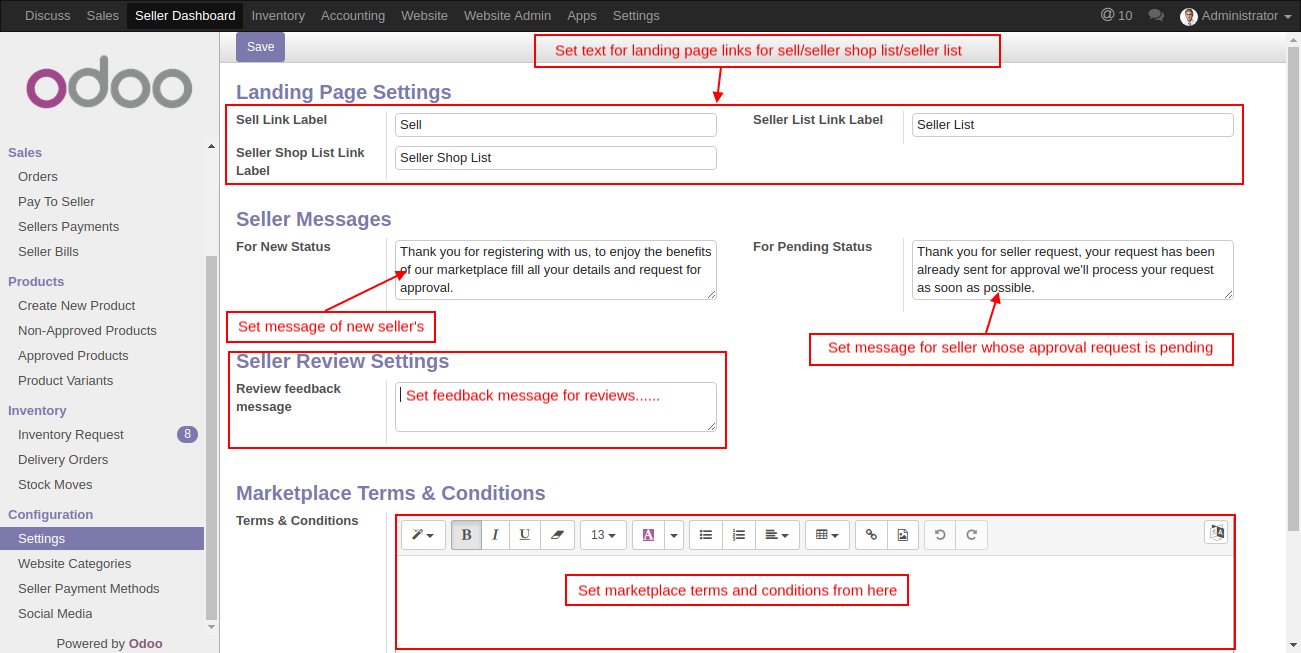 Discuss Sales Seller Dashboard Inventory Accounting Website Website Admin Apps Settings @ 10 Administrator
odoo
Sales
Orders
Pay To Seller
Sellers Payments
Seller Bills
Products
Create New Product
Non-Approved Products
Approved Products
Product Variants
Inventory
Inventory Request 8
Delivery Orders
Stock Moves
Configuration
Settings
Website Categories
Seller Payment Methods
Social Media
Powered by Odoo
Save
Set text for landing page links for sell/seller shop list/seller list
Landing Page Settings
Sell Link Label
Sell
Seller List Link Label
Seller List
Seller Shop List Link
Label
Seller Shop List
Seller Messages
For New Status
Thank you for registering with us, to enjoy the benefits
of our marketplace fill all your details and request for
approval.
For Pending Status
Thank you for seller request, your request has been
already sent for approval we'll process your request
as soon as possible.
Set message of new seller's
Set message for seller whose approval request is pending
Seller Review Settings
Review feedback
message
Set feedback message for reviews......
Marketplace Terms & Conditions
Terms & Conditions
B I U 13 A
Set marketplace terms and conditions from here